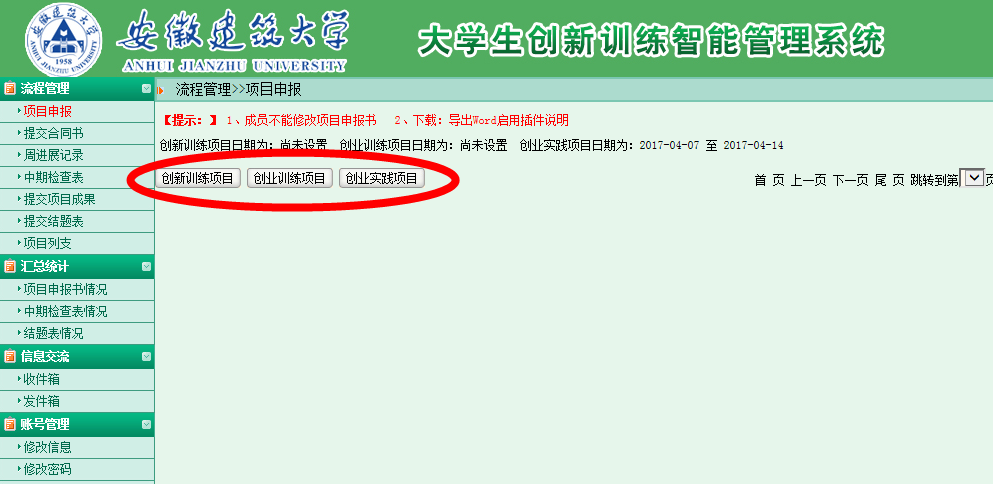 安徽建筑大学
ANHUI JIANZHU UNIVERSITY
1958
大学生创新训练智能管理系统
流程管理
项目申报
提交合同书
周进展记录
中期检查表
提交项目成果
提交结题表
项目列支
汇总统计
项目申报书情况
中期检查表情况
结题表情况
信息交流
收件箱
发件箱
账号管理
修改信息
修改密码
流程管理>>项目申报
【提示：】 1、成员不能修改项目申报书 2、下载：导出Word启用插件说明
创新训练项目日期为：尚未设置 创业训练项目日期为：尚未设置 创业实践项目日期为：2017-04-07 至 2017-04-14
创新训练项目 创业训练项目 创业实践项目
首 页 上一页 下一页 尾 页 跳转到第 页